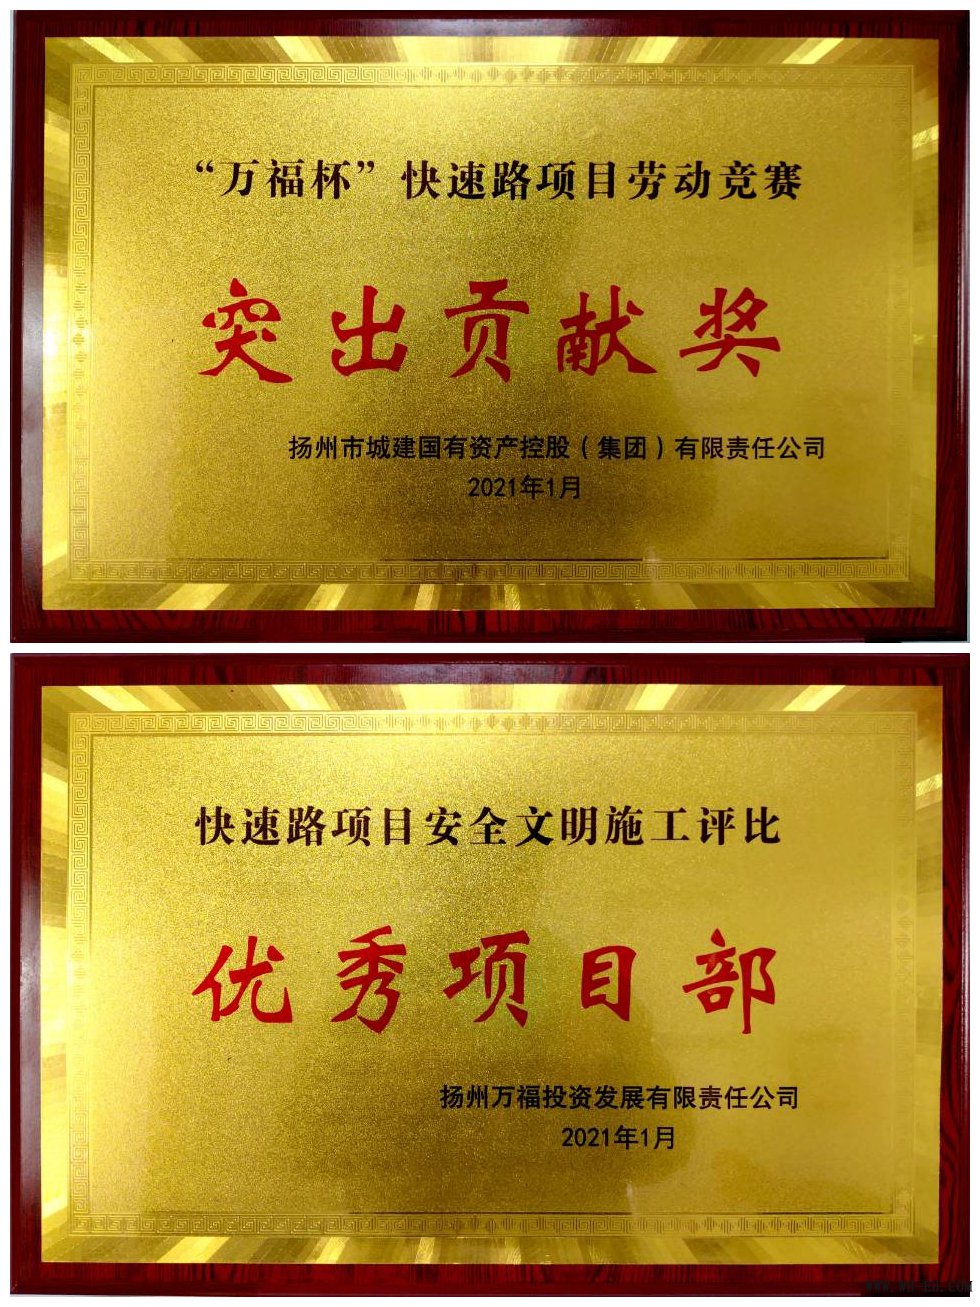 “万福杯”快速路项目劳动竞赛
突出贡献奖
扬州市城建国有资产控股（集团）有限责任公司
2021年1月
快速路项目安全文明施工评比
优秀项目部
扬州万福投资发展有限责任公司
2021年1月